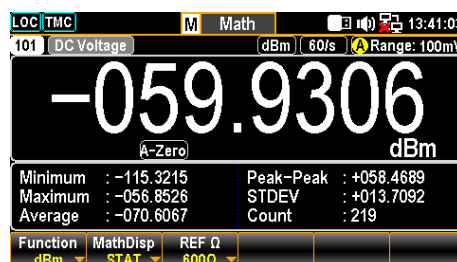 LOC TMC M Math 13:41:0
101 DC Voltage dBm 60/s A Range: 100m
−059.9306
A-Zero dBm
Minimum : −115.3215 Peak-Peak : +058.4689
Maximum : −056.8526 STDEV : +013.7092
Average : −070.6067 Count : 219
Function MathDisp REF Ω
dBm STAT 600Ω